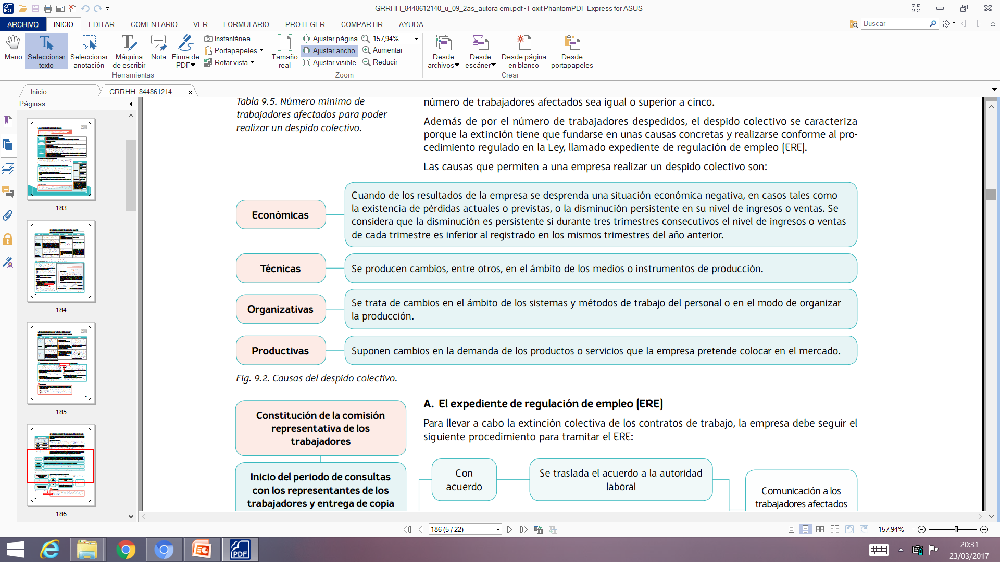 GRRHH_8448612140_u_09_2as_autora emi.pdf - Foxit PhantomPDF Express for ASUS
ARCHIVO INICIO EDITAR COMENTARIO VER FORMULARIO PROTEGER COMPARTIR AYUDA
Buscar
Mano
Seleccionar texto
Seleccionar anotación
Máquina de escribir
Nota
Firma de PDF
Instantánea
Portapapeles
Rotar vista
Herramientas
Tamaño real
Ajustar página
Ajustar ancho
Ajustar visible
157,94%
Aumentar
Reducir
Zoom
Desde archivos
Desde escáner
Desde página en blanco
Desde portapapeles
Crear
Inicio
GRRHH_844861214...
Páginas
183
184
185
186
Tabla 9.5. Número mínimo de
trabajadores afectados para poder
realizar un despido colectivo.
número de trabajadores afectados sea igual o superior a cinco.
Además de por el número de trabajadores despedidos, el despido colectivo se caracteriza
porque la extinción tiene que fundarse en unas causas concretas y realizarse conforme al pro-
cedimiento regulado en la Ley, llamado expediente de regulación de empleo (ERE).
Las causas que permiten a una empresa realizar un despido colectivo son:
Económicas
Cuando de los resultados de la empresa se desprenda una situación económica negativa, en casos tales como
la existencia de pérdidas actuales o previstas, o la disminución persistente en su nivel de ingresos o ventas. Se
considera que la disminución es persistente si durante tres trimestres consecutivos el nivel de ingresos o ventas
de cada trimestre es inferior al registrado en los mismos trimestres del año anterior.
Técnicas
Se producen cambios, entre otros, en el ámbito de los medios o instrumentos de producción.
Organizativas
Se trata de cambios en el ámbito de los sistemas y métodos de trabajo del personal o en el modo de organizar
la producción.
Productivas
Suponen cambios en la demanda de los productos o servicios que la empresa pretende colocar en el mercado.
Fig. 9.2. Causas del despido colectivo.
A. El expediente de regulación de empleo (ERE)
Para llevar a cabo la extinción colectiva de los contratos de trabajo, la empresa debe seguir el
siguiente procedimiento para tramitar el ERE:
Constitución de la comisión
representativa de los
trabajadores
Inicio del periodo de consultas
con los representantes de los
trabajadores y entrega de copia
Con
acuerdo
Se traslada el acuerdo a la autoridad
laboral
Comunicación a los
trabajadores afectados
186 (5 / 22)
157,94%
PDF
20:31
23/03/2017